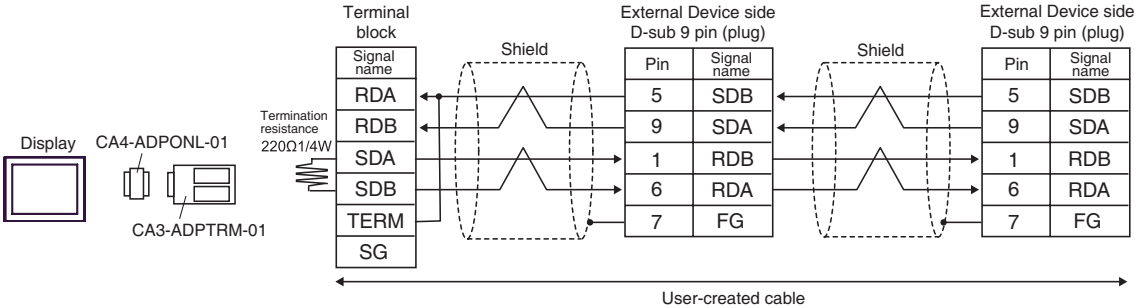 Display
CA4-ADPONL-01
CA3-ADPTRM-01
Termination
resistance
220Ω1/4W
Terminal
block
Signal
name
RDA
RDB
SDA
SDB
TERM
SG
Shield
External Device side
D-sub 9 pin (plug)
Pin Signal
name
5 SDB
9 SDA
1 RDB
6 RDA
7 FG
Shield
External Device side
D-sub 9 pin (plug)
Pin Signal
name
5 SDB
9 SDA
1 RDB
6 RDA
7 FG
User-created cable